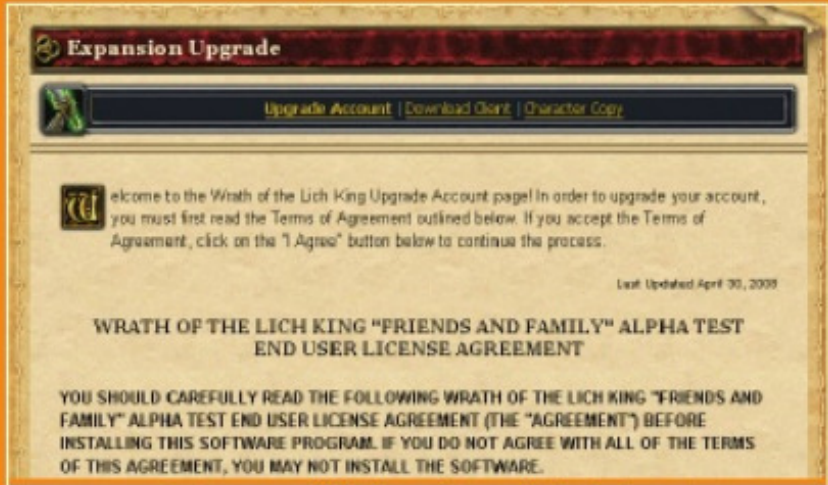 Expansion Upgrade
Upgrade Account | Download Client | Character Copy
Welcome to the Wrath of the Lich King Upgrade Account page! In order to upgrade your account,
you must first read the Terms of Agreement outlined below. If you accept the Terms of
Agreement, click on the "I Agree" button below to continue the process.
Last Updated April 30, 2008
WRATH OF THE LICH KING "FRIENDS AND FAMILY" ALPHA TEST
END USER LICENSE AGREEMENT
YOU SHOULD CAREFULLY READ THE FOLLOWING WRATH OF THE LICH KING "FRIENDS AND
FAMILY" ALPHA TEST END USER LICENSE AGREEMENT (THE "AGREEMENT") BEFORE
INSTALLING THIS SOFTWARE PROGRAM. IF YOU DO NOT AGREE WITH ALL OF THE TERMS
OF THIS AGREEMENT, YOU MAY NOT INSTALL THE SOFTWARE.